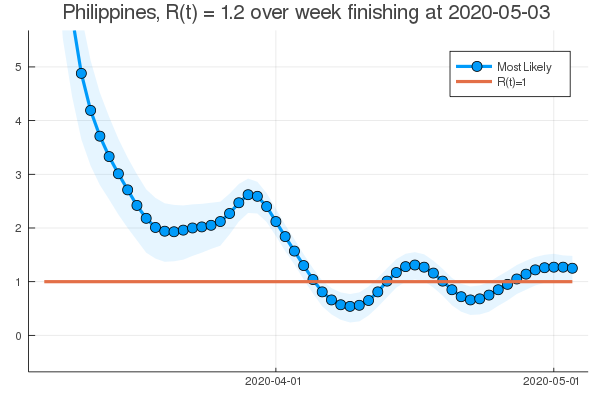 Philippines, R(t) = 1.2 over week finishing at 2020-05-03
Most Likely
R(t)=1
5
4
3
2
1
0
2020-04-01
2020-05-01